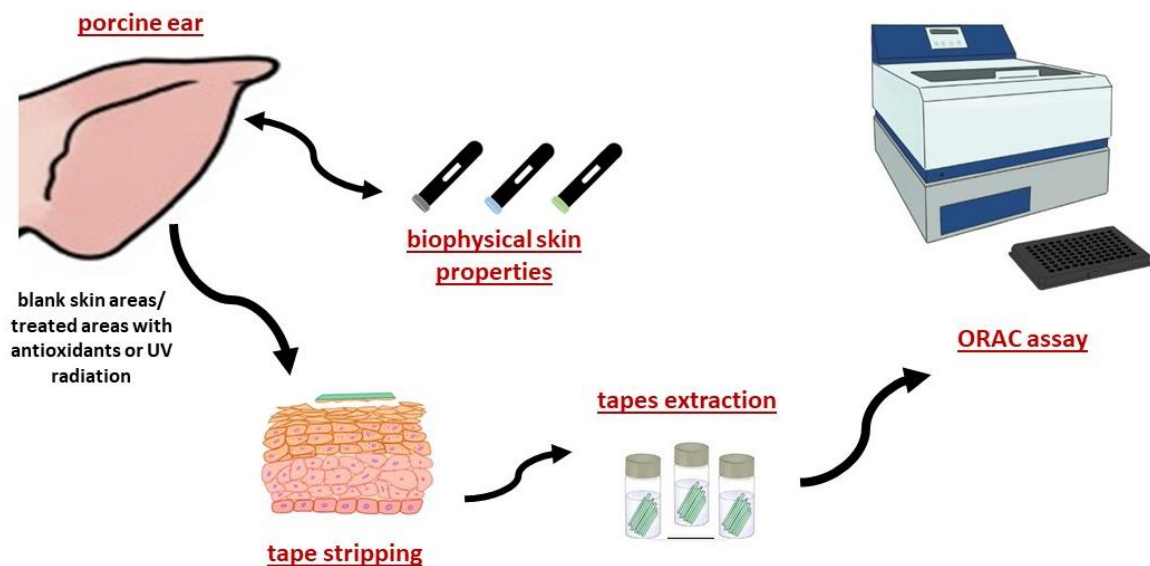 porcine ear
biophysical skin
properties
blank skin areas/
treated areas with
antioxidants or UV
radiation
tape stripping
tapes extraction
ORAC assay